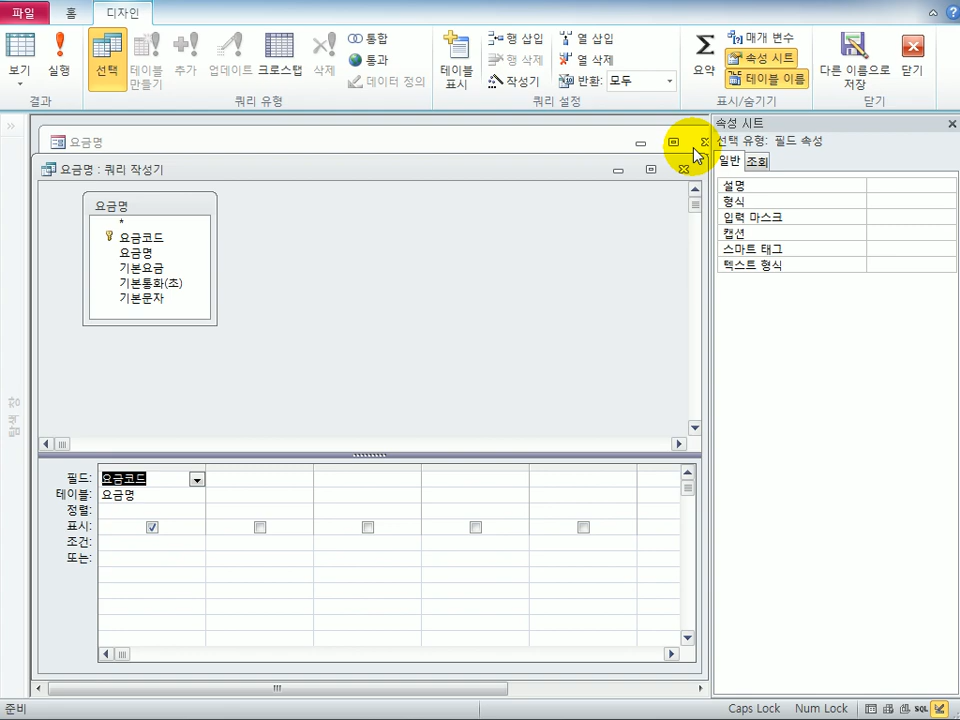 파일 홈 디자인
보기 실행 선택 테이블 만들기 추가 업데이트 크로스탭 삭제
통합
통과
데이터 정의
테이블 표시
행 삽입 열 삽입
행 삭제 열 삭제
작성기 반환: 모두
요약
매개 변수
속성 시트
테이블 이름
다른 이름으로 저장
닫기
결과 쿼리 유형 쿼리 설정 표시/숨기기 닫기
요금명
요금명 : 쿼리 작성기
요금명
*
요금코드
요금명
기본요금
기본통화(초)
기본문자
탐색 창
필드: 요금코드
테이블: 요금명
정렬:
표시:
조건:
또는:
속성 시트
선택 유형: 필드 속성
일반 조회
설명
형식
입력 마스크
캡션
스마트 태그
텍스트 형식
준비 Caps Lock Num Lock SQL